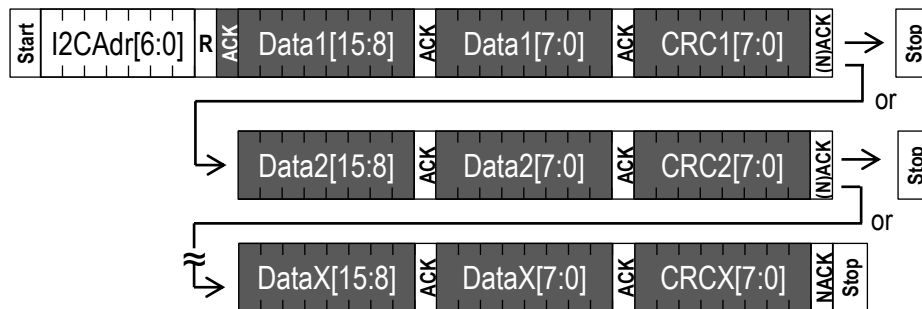 Start I2CAdr[6:0] R ACK Data1[15:8] ACK Data1[7:0] ACK CRC1[7:0] (N)ACK Stop
or
Data2[15:8] ACK Data2[7:0] ACK CRC2[7:0] (N)ACK Stop
or
DataX[15:8] ACK DataX[7:0] ACK CRCX[7:0] NACK Stop